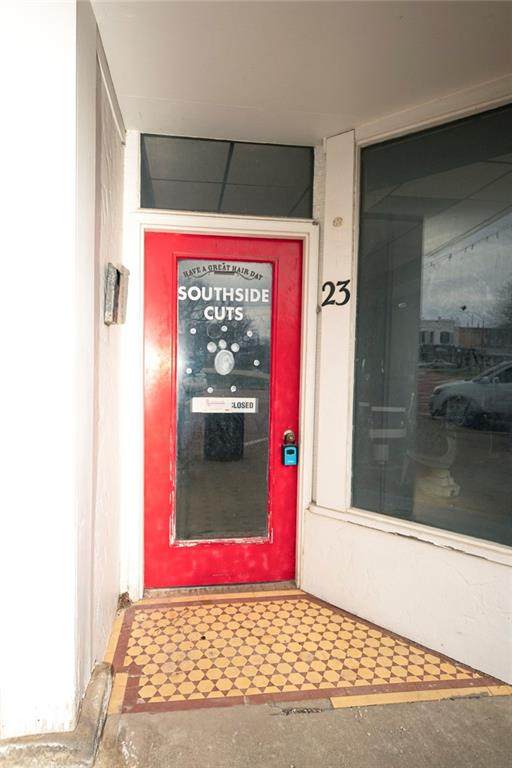 HAVE A GREAT HAIR DAY
SOUTHSIDE
CUTS
CLOSED
23